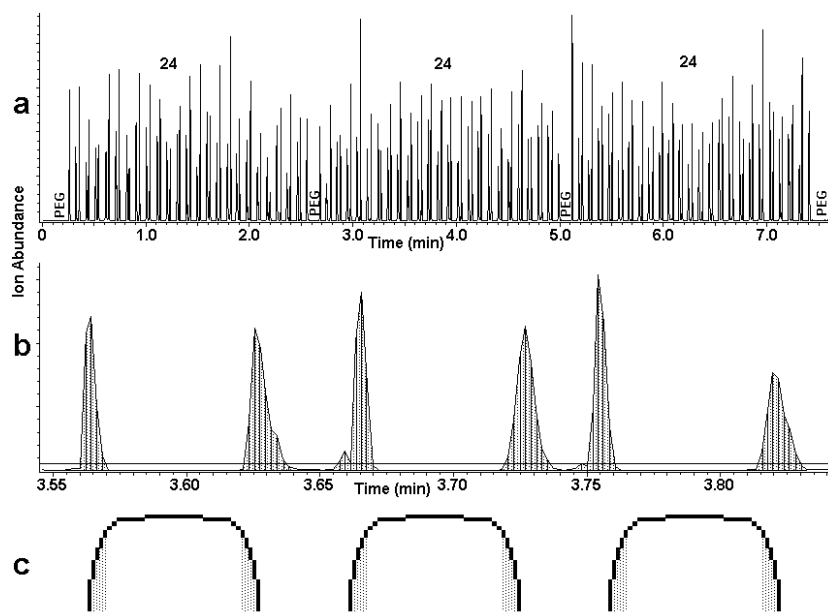 24 24 24
a
PEG PEG PEG PEG
0 1.0 2.0 3.0 4.0 5.0 6.0 7.0
Time (min)
Ion Abundance
b
3.55 3.60 3.65 3.70 3.75 3.80
Time (min)
c